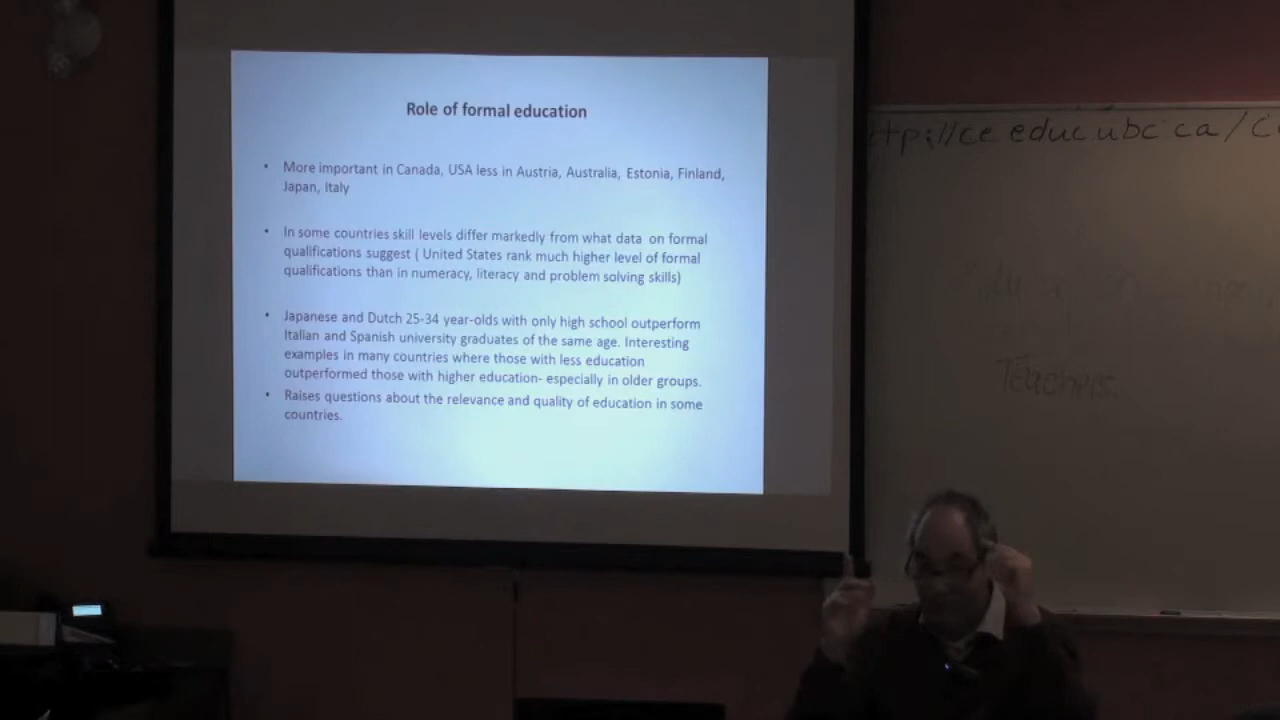 Role of formal education
• More important in Canada, USA less in Austria, Australia, Estonia, Finland,
Japan, Italy
• In some countries skill levels differ markedly from what data on formal
qualifications suggest ( United States rank much higher level of formal
qualifications than in numeracy, literacy and problem solving skills)
• Japanese and Dutch 25-34 year-olds with only high school outperform
Italian and Spanish university graduates of the same age. Interesting
examples in many countries where those with less education
outperformed those with higher education- especially in older groups.
• Raises questions about the relevance and quality of education in some
countries.
ttp://ce.educ.ubc.ca/C
Teachers.